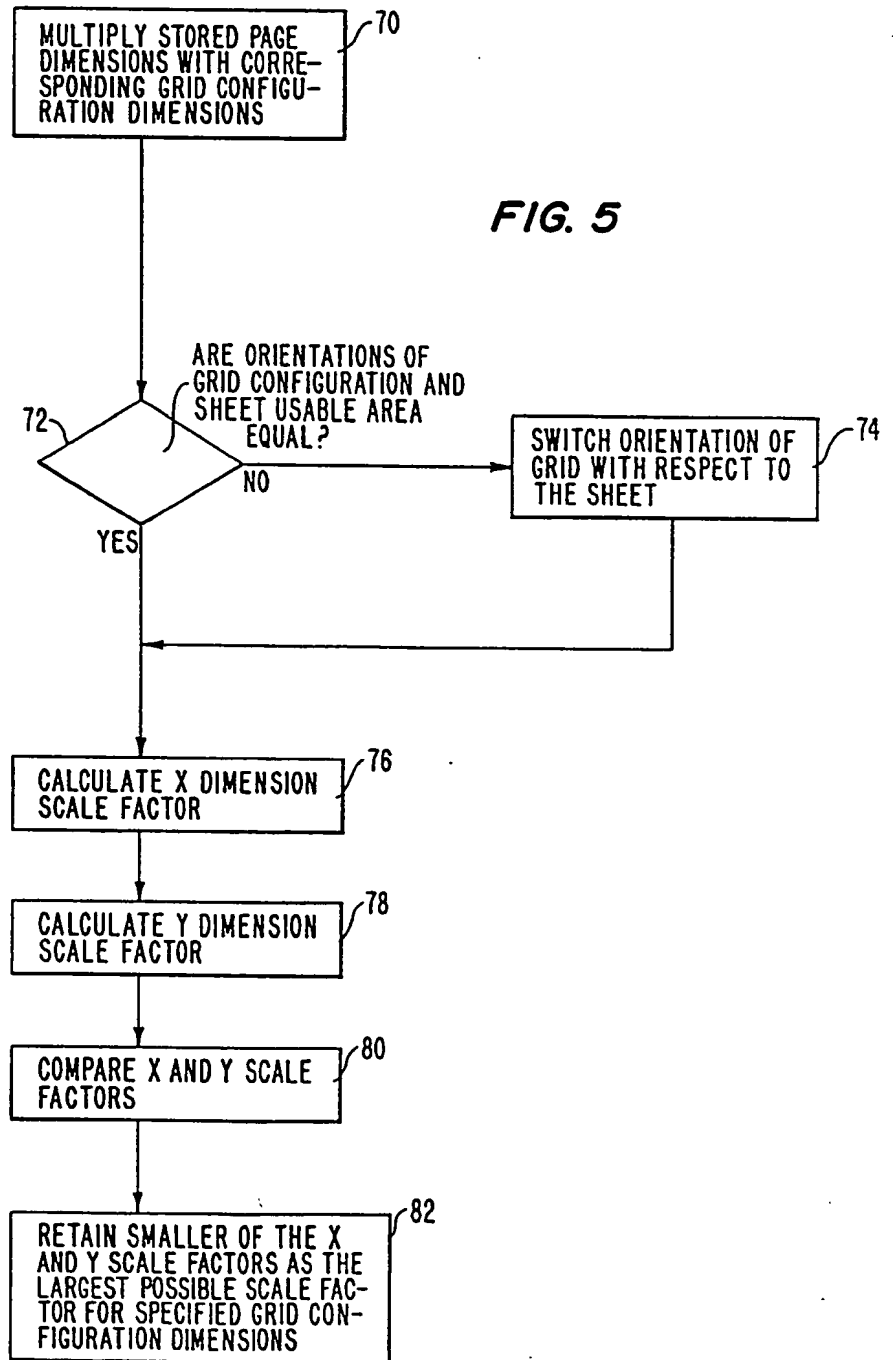 MULTIPLY STORED PAGE
DIMENSIONS WITH CORRE-
SPONDING GRID CONFIGU-
RATION DIMENSIONS
70
FIG. 5
ARE ORIENTATIONS OF
GRID CONFIGURATION AND
SHEET USABLE AREA
EQUAL?
72
NO
YES
SWITCH ORIENTATION OF
GRID WITH RESPECT TO
THE SHEET
74
CALCULATE X DIMENSION
SCALE FACTOR
76
CALCULATE Y DIMENSION
SCALE FACTOR
78
COMPARE X AND Y SCALE
FACTORS
80
RETAIN SMALLER OF THE X
AND Y SCALE FACTORS AS THE
LARGEST POSSIBLE SCALE FAC-
TOR FOR SPECIFIED GRID CON-
FIGURATION DIMENSIONS
82